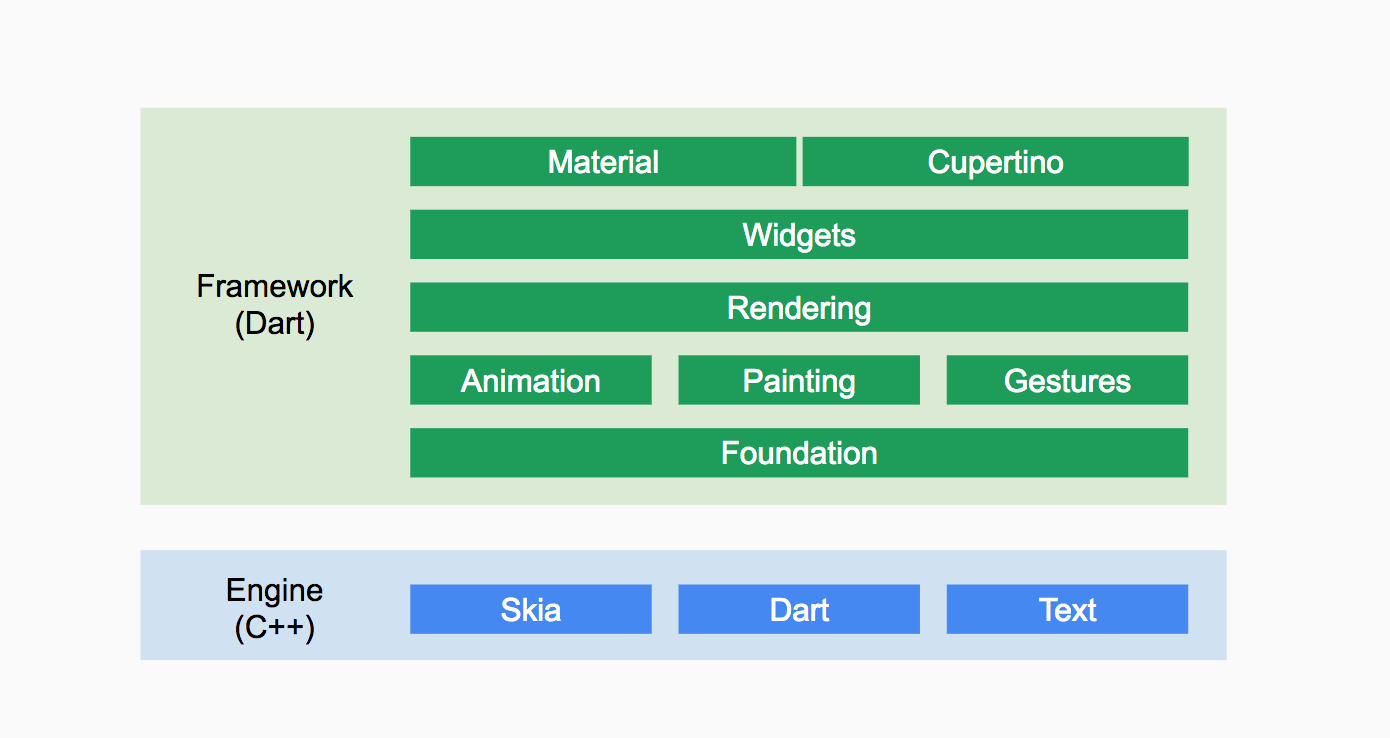 Material
Cupertino
Widgets
Framework
(Dart)
Rendering
Animation
Painting
Gestures
Foundation
Engine
(C++)
Skia
Dart
Text